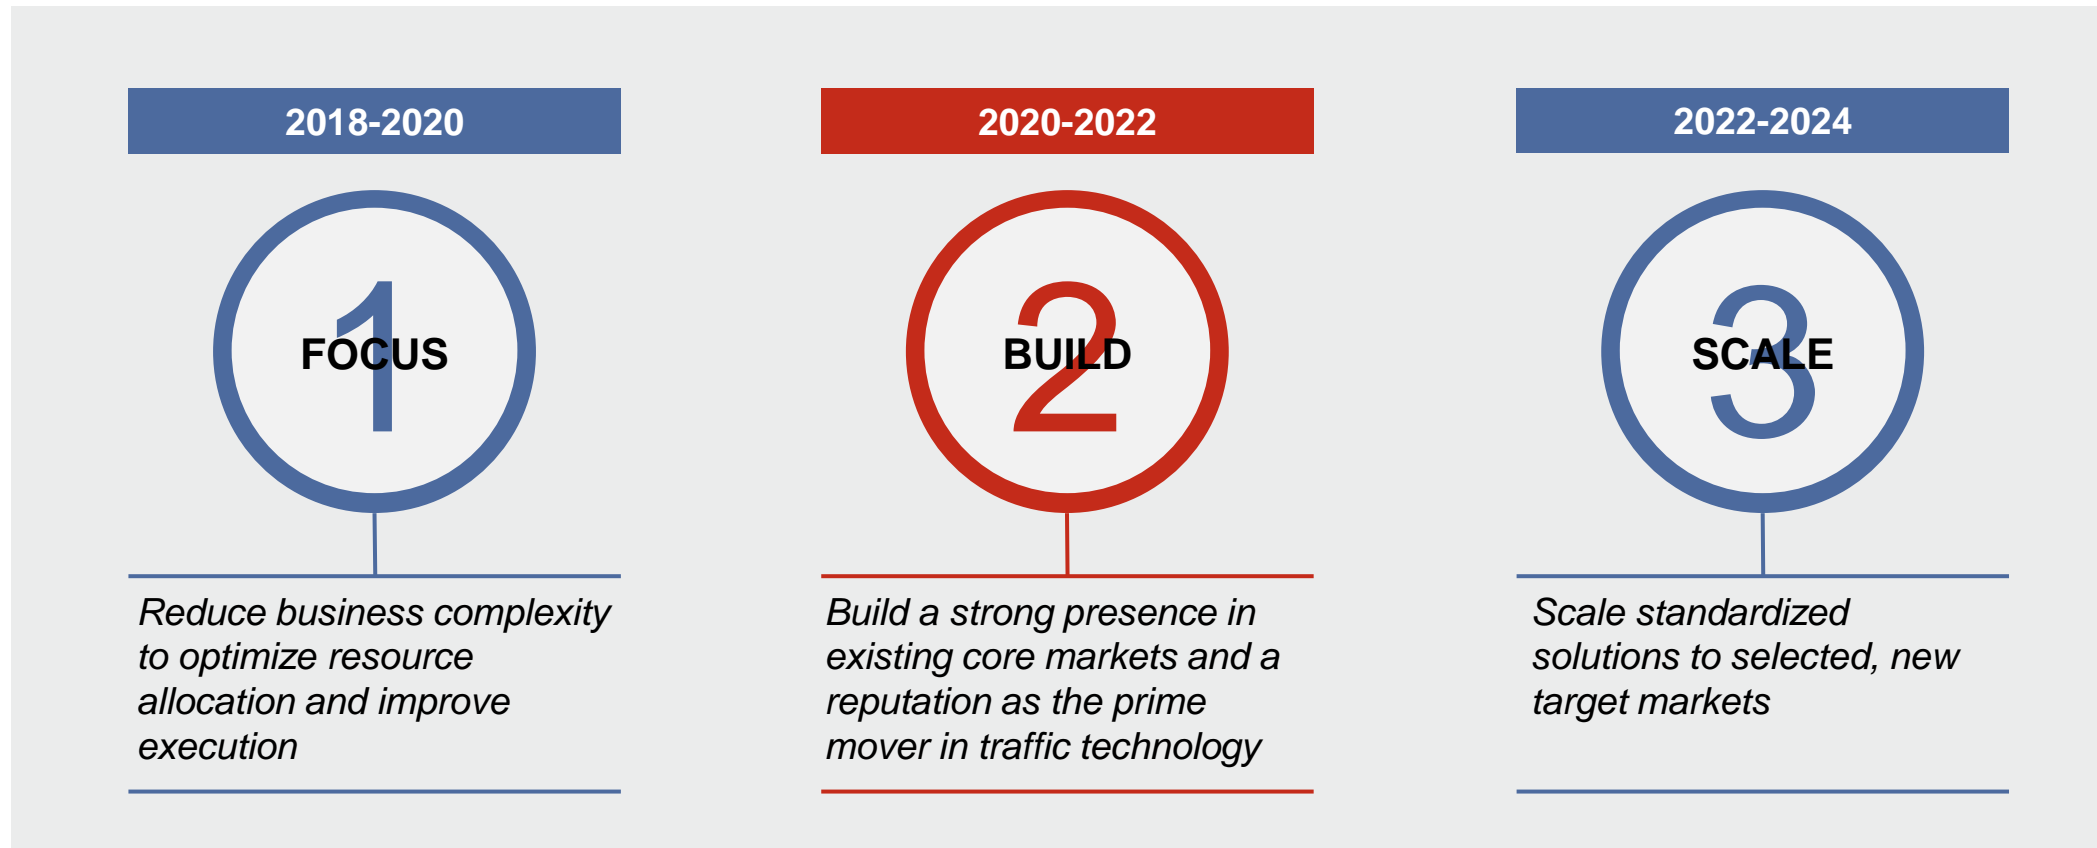 2018-2020
1
FOCUS
Reduce business complexity
to optimize resource
allocation and improve
execution
2020-2022
2
BUILD
Build a strong presence in
existing core markets and a
reputation as the prime
mover in traffic technology
2022-2024
3
SCALE
Scale standardized
solutions to selected, new
target markets